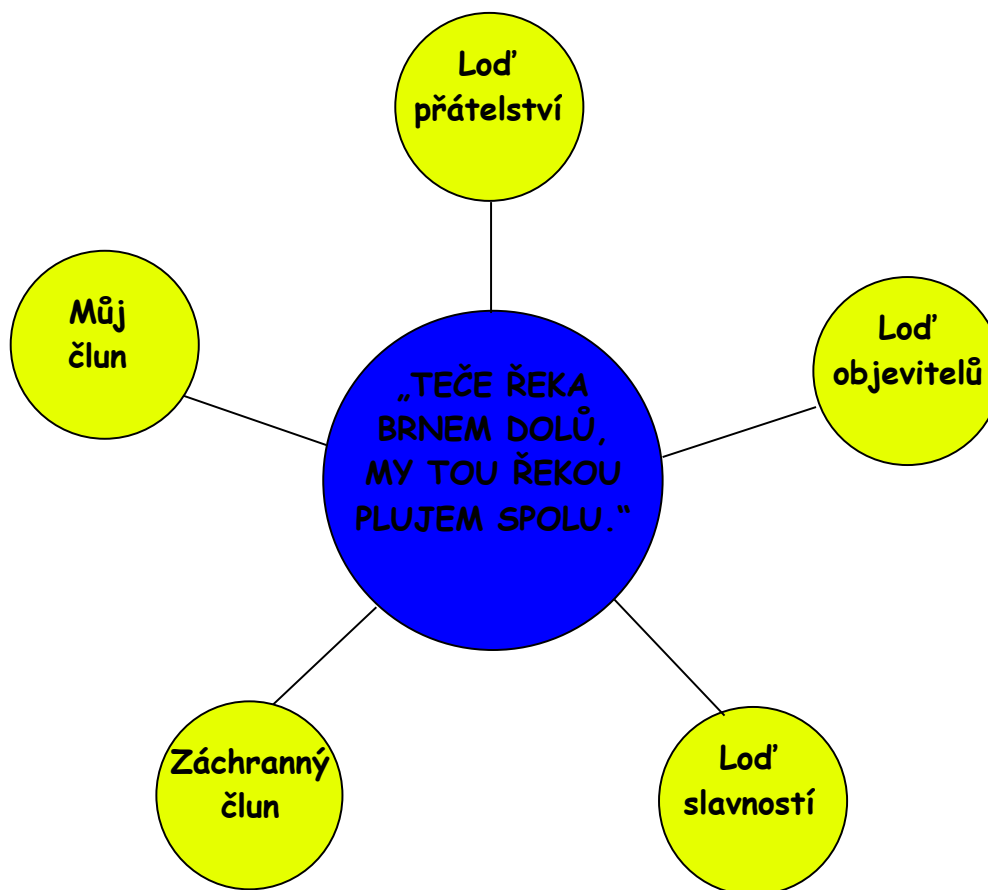 Loď
přátelství
Můj
člun
Loď
objevitelů
„TEČE ŘEKA
BRNEM DOLŮ,
MY TOU ŘEKOU
PLUJEM SPOLU.“
Záchranný
člun
Loď
slavností